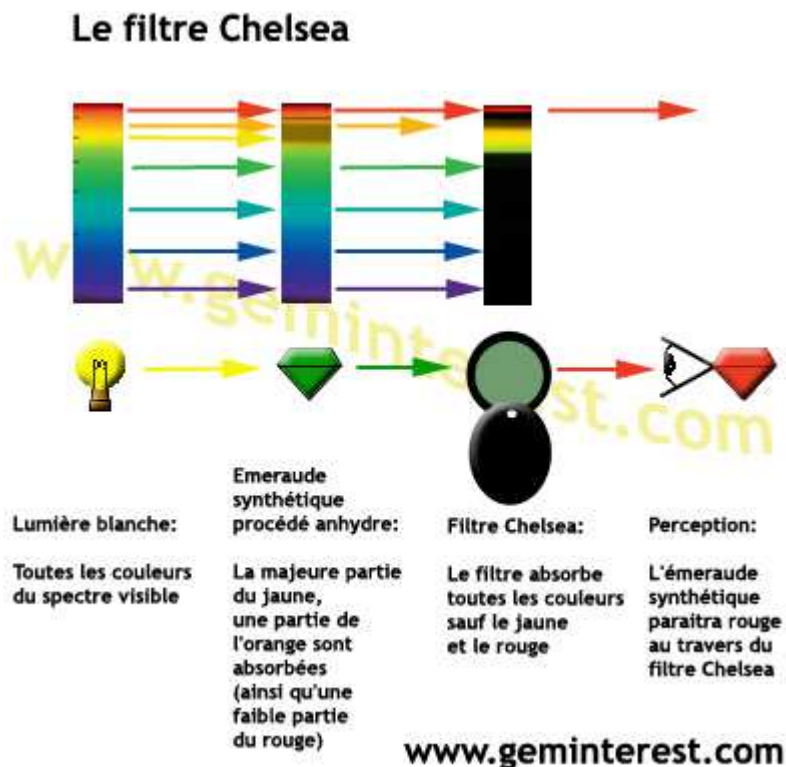 Le filtre Chelsea
www.geminterest.com
Lumière blanche:
Toutes les couleurs
du spectre visible
Emeraude
synthétique
procédé anhydre:
La majeure partie
du jaune,
une partie de
l'orange sont
absorbées
(ainsi qu'une
faible partie
du rouge)
Filtre Chelsea:
Le filtre absorbe
toutes les couleurs
sauf le jaune
et le rouge
Perception:
L'émeraude
synthétique
paraitra rouge
au travers du
filtre Chelsea
www.geminterest.com